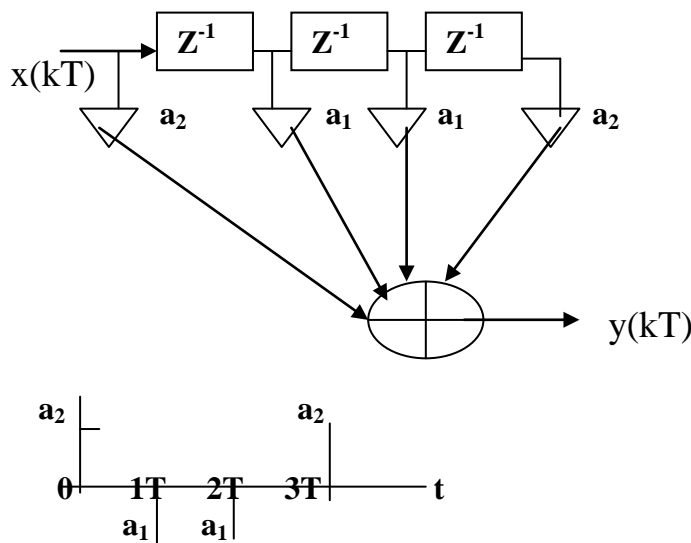 Z⁻¹ Z⁻¹ Z⁻¹
x(kT)
a₂ a₁ a₁ a₂
y(kT)
a₂ a₂
0 1T 2T 3T t
a₁ a₁